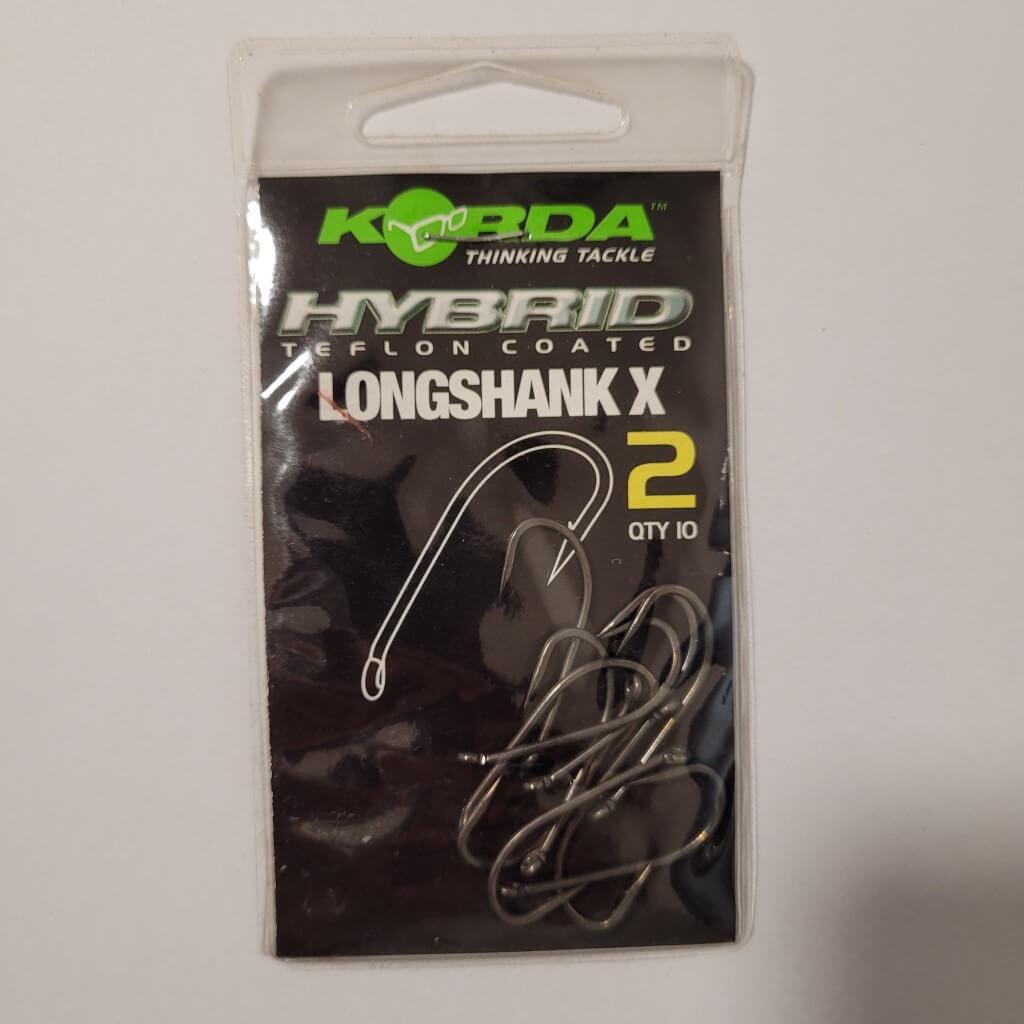 KORDA™
THINKING TACKLE
HYBRID
TEFLON COATED
LONGSHANK X
2
QTY 10